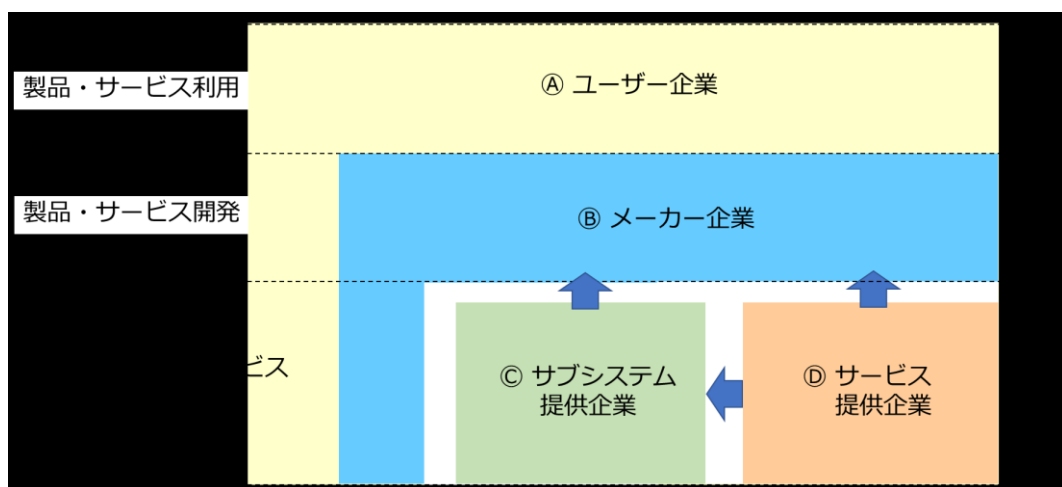 製品・サービス利用
Ⓐ ユーザー企業
製品・サービス開発
Ⓑ メーカー企業
ビス
Ⓒ サブシステム
提供企業
Ⓓ サービス
提供企業